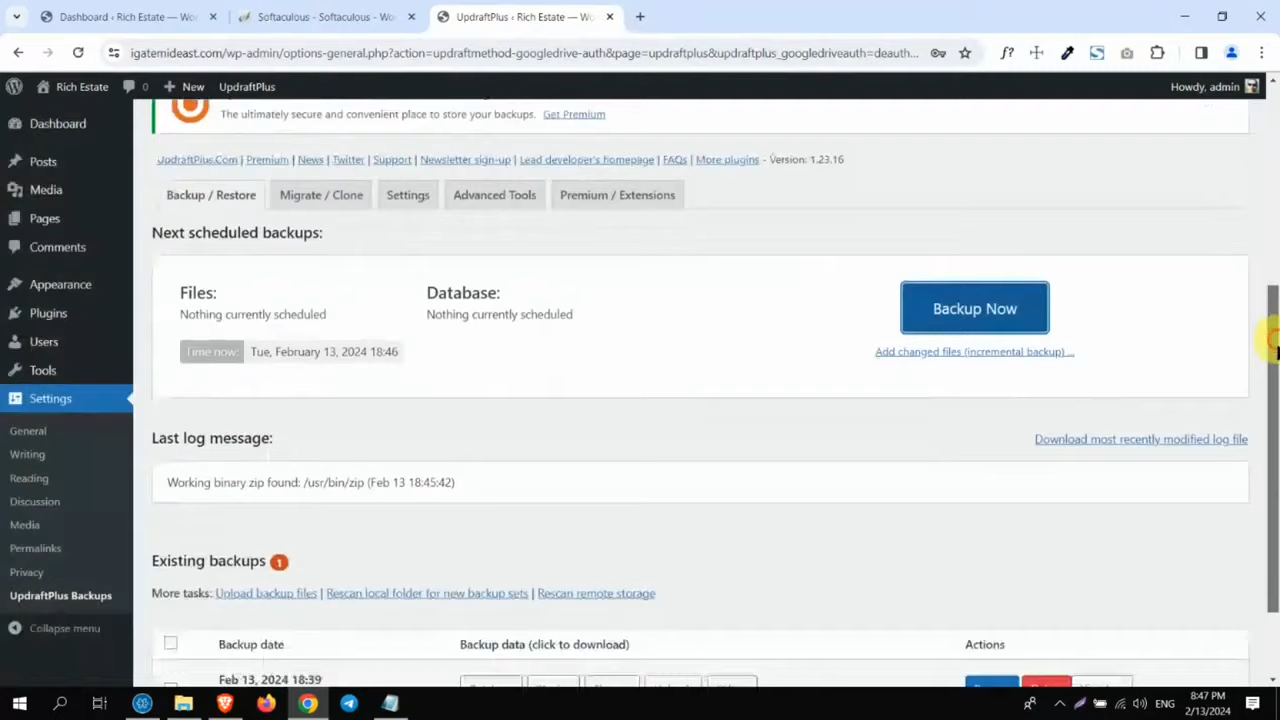 Dashboard ‹ Rich Estate — Wor
Softaculous - Softaculous - Wo
UpdraftPlus ‹ Rich Estate — Wo
igatemideast.com/wp-admin/options-general.php?action=updraftmethod-googledrive-auth&page=updraftplus&updraftplus_googledriveauth=deauth...
Rich Estate
0
New
UpdraftPlus
Howdy, admin
The ultimately secure and convenient place to store your backups. Get Premium
UpdraftPlus.Com | Premium | News | Twitter | Support | Newsletter sign-up | Lead developer's homepage | FAQs | More plugins - Version: 1.23.16
Backup / Restore
Migrate / Clone
Settings
Advanced Tools
Premium / Extensions
Dashboard
Posts
Media
Pages
Comments
Appearance
Plugins
Users
Tools
Settings
General
Writing
Reading
Discussion
Media
Permalinks
Privacy
UpdraftPlus Backups
Collapse menu
Next scheduled backups:
Files:
Nothing currently scheduled
Database:
Nothing currently scheduled
Time now: Tue, February 13, 2024 18:46
Backup Now
Add changed files (incremental backup) ...
Last log message:
Download most recently modified log file
Working binary zip found: /usr/bin/zip (Feb 13 18:45:42)
Existing backups 1
More tasks: Upload backup files | Rescan local folder for new backup sets | Rescan remote storage
Backup date
Backup data (click to download)
Actions
Feb 13, 2024 18:39
ENG
8:47 PM
2/13/2024